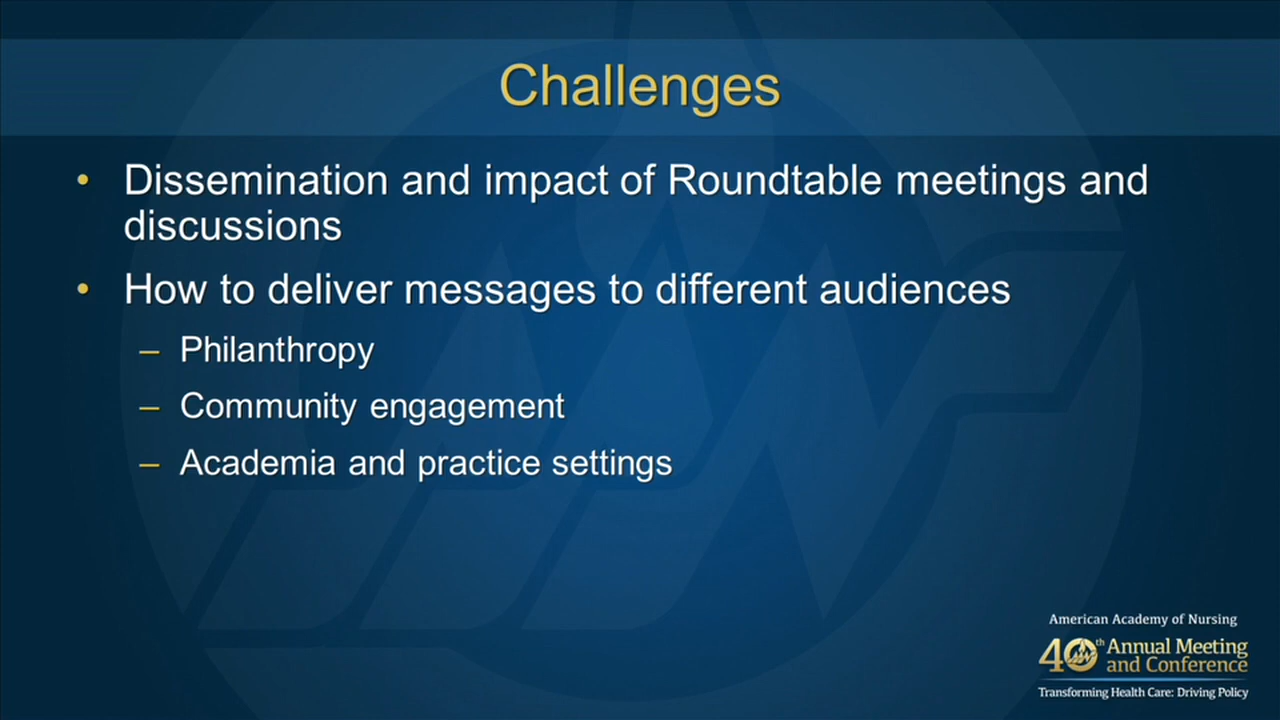 Challenges
• Dissemination and impact of Roundtable meetings and
discussions
• How to deliver messages to different audiences
– Philanthropy
– Community engagement
– Academia and practice settings
American Academy of Nursing
40th Annual Meeting
and Conference
Transforming Health Care: Driving Policy